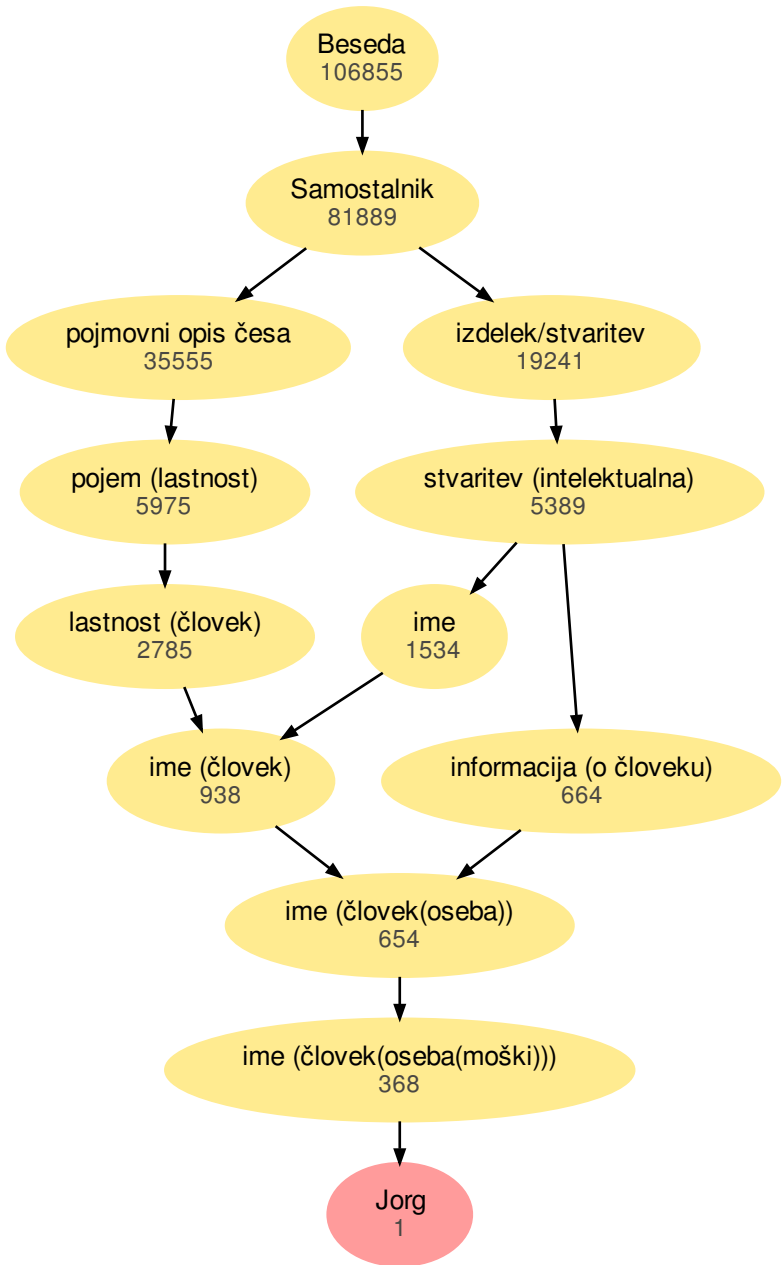 Beseda
106855
Samostalnik
81889
pojmovni opis česa
35555
izdelek/stvaritev
19241
pojem (lastnost)
5975
stvaritev (intelektualna)
5389
lastnost (človek)
2785
ime
1534
ime (človek)
938
informacija (o človeku)
664
ime (človek(oseba))
654
ime (človek(oseba(moški)))
368
Jorg
1